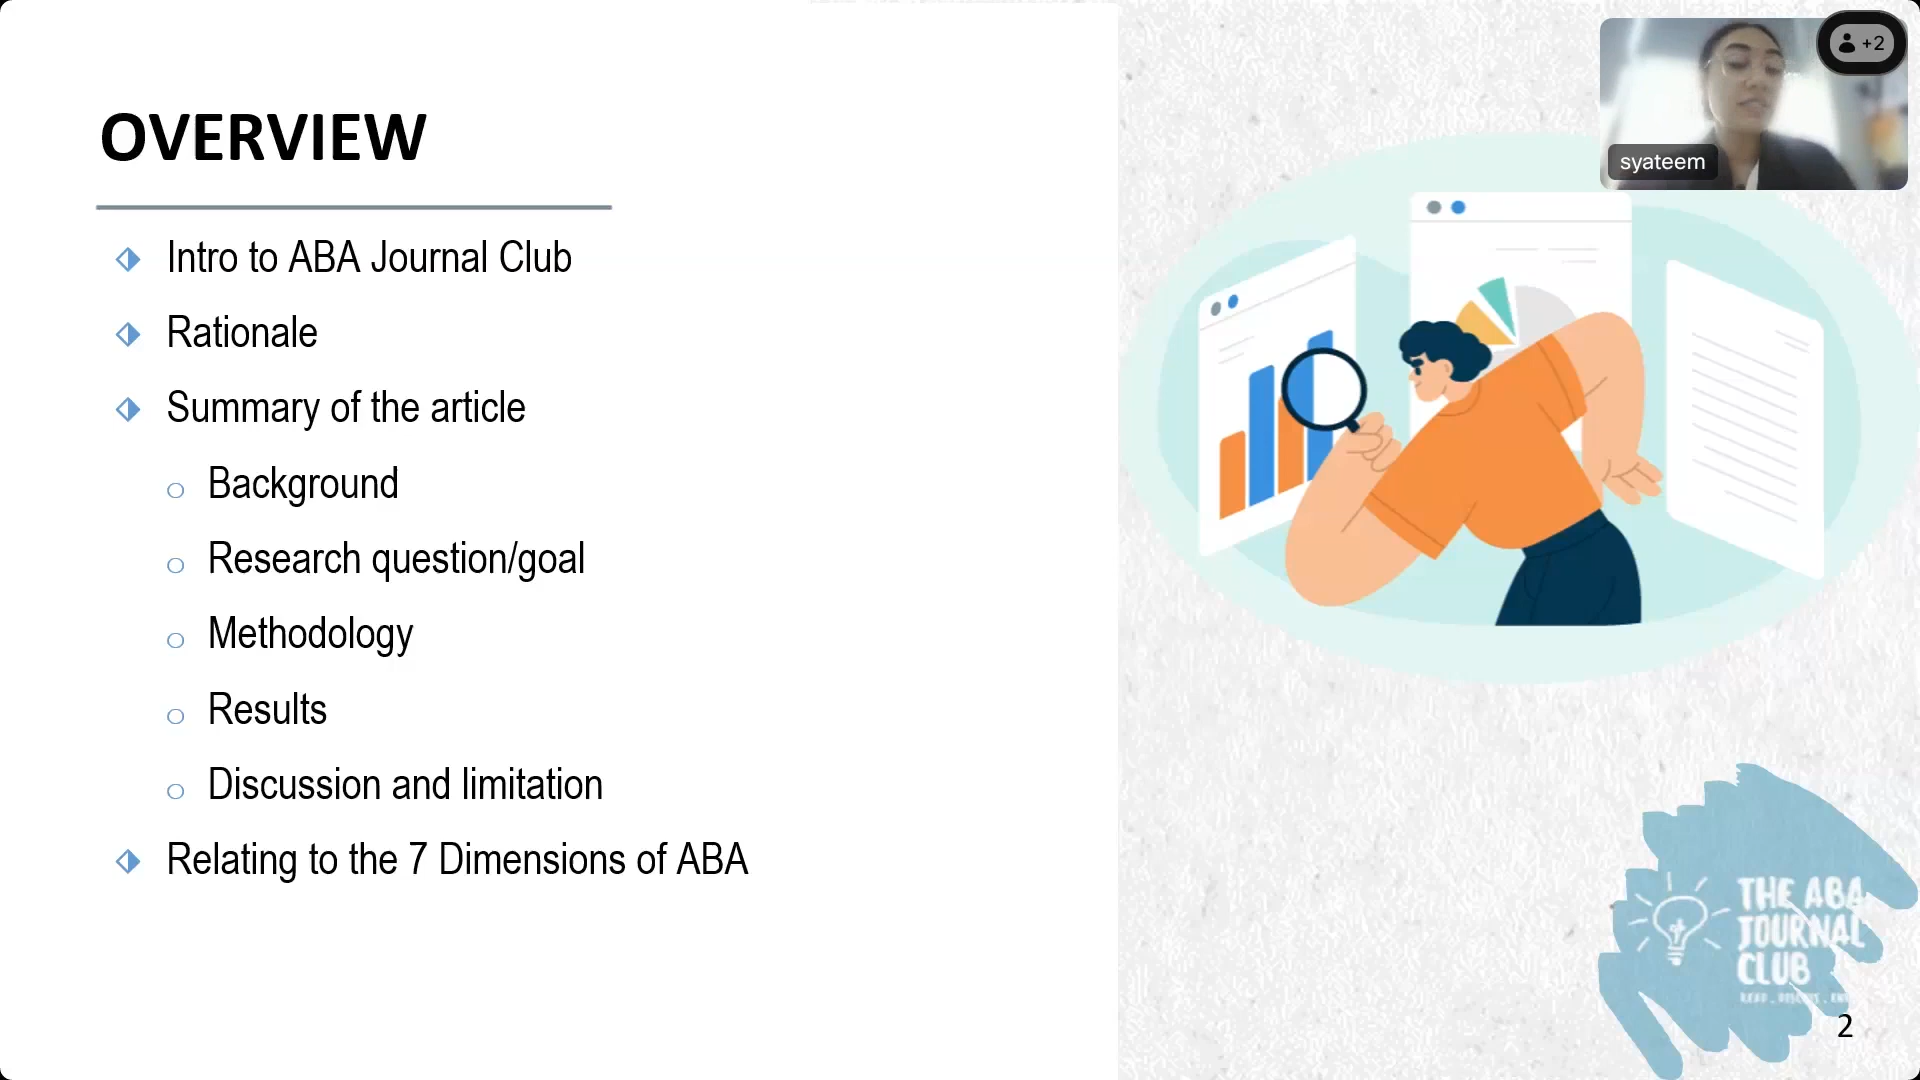 OVERVIEW
Intro to ABA Journal Club
Rationale
Summary of the article
Background
Research question/goal
Methodology
Results
Discussion and limitation
Relating to the 7 Dimensions of ABA
+2
syateem
THE ABA
JOURNAL
CLUB
2